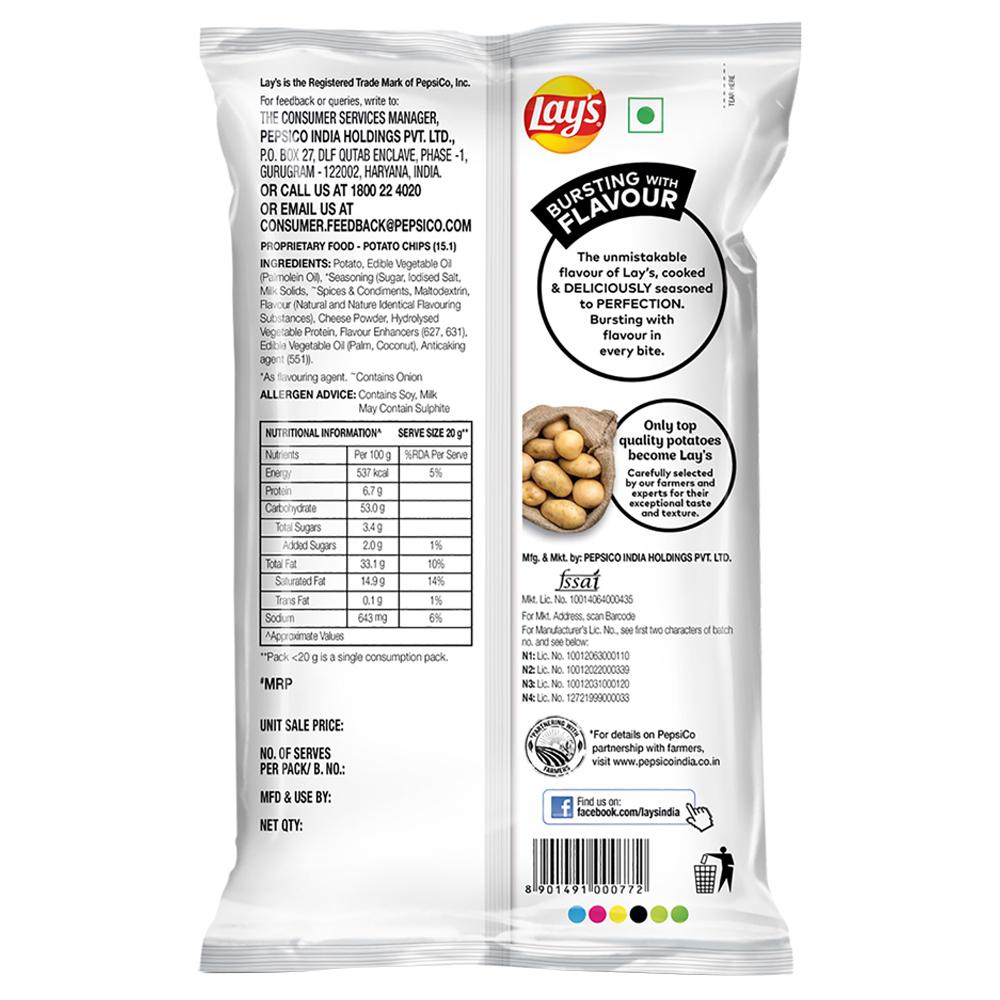 Lay's is the Registered Trade Mark of PepsiCo, Inc.
For feedback or queries, write to:
THE CONSUMER SERVICES MANAGER,
PEPSICO INDIA HOLDINGS PVT. LTD.,
P.O. BOX 27, DLF QUTAB ENCLAVE, PHASE -1,
GURUGRAM - 122002, HARYANA, INDIA.
OR CALL US AT 1800 22 4020
OR EMAIL US AT
CONSUMER.FEEDBACK@PEPSICO.COM
PROPRIETARY FOOD - POTATO CHIPS (15.1)
INGREDIENTS: Potato, Edible Vegetable Oil
(Palmolein Oil), *Seasoning (Sugar, Iodised Salt,
Milk Solids, ~Spices & Condiments, Maltodextrin,
Flavour (Natural and Nature Identical Flavouring
Substances), Cheese Powder, Hydrolysed
Vegetable Protein, Flavour Enhancers (627, 631),
Edible Vegetable Oil (Palm, Coconut), Anticaking
agent (551)).
*As flavouring agent. ~Contains Onion
ALLERGEN ADVICE: Contains Soy, Milk
May Contain Sulphite
NUTRITIONAL INFORMATION^ SERVE SIZE 20 g**
Nutrients Per 100 g %RDA Per Serve
Energy 537 kcal 5%
Protein 6.7 g
Carbohydrate 53.0 g
Total Sugars 3.4 g
Added Sugars 2.0 g 1%
Total Fat 33.1 g 10%
Saturated Fat 14.9 g 14%
Trans Fat 0.1 g 1%
Sodium 643 mg 6%
^Approximate Values
**Pack <20 g is a single consumption pack.
#MRP
UNIT SALE PRICE:
NO. OF SERVES
PER PACK/ B. NO.:
MFD & USE BY:
NET QTY:
Lay's
TEAR HERE
BURSTING WITH
FLAVOUR
The unmistakable
flavour of Lay's, cooked
& DELICIOUSLY seasoned
to PERFECTION.
Bursting with
flavour in
every bite.
Only top
quality potatoes
become Lay's
Carefully selected
by our farmers and
experts for their
exceptional taste
and texture.
Mfg. & Mkt. by: PEPSICO INDIA HOLDINGS PVT. LTD.
fssai
Mkt. Lic. No. 10014064000435
For Mkt. Address, scan Barcode
For Manufacturer's Lic. No., see first two characters of batch
no. and see below:
N1: Lic. No. 10012063000110
N2: Lic. No. 10012022000339
N3: Lic. No. 10012031000120
N4: Lic. No. 12721999000033
*PARTNERING WITH
FARMERS
*For details on PepsiCo
partnership with farmers,
visit www.pepsicoindia.co.in
f
Find us on:
facebook.com/laysindia
8 901491 000772